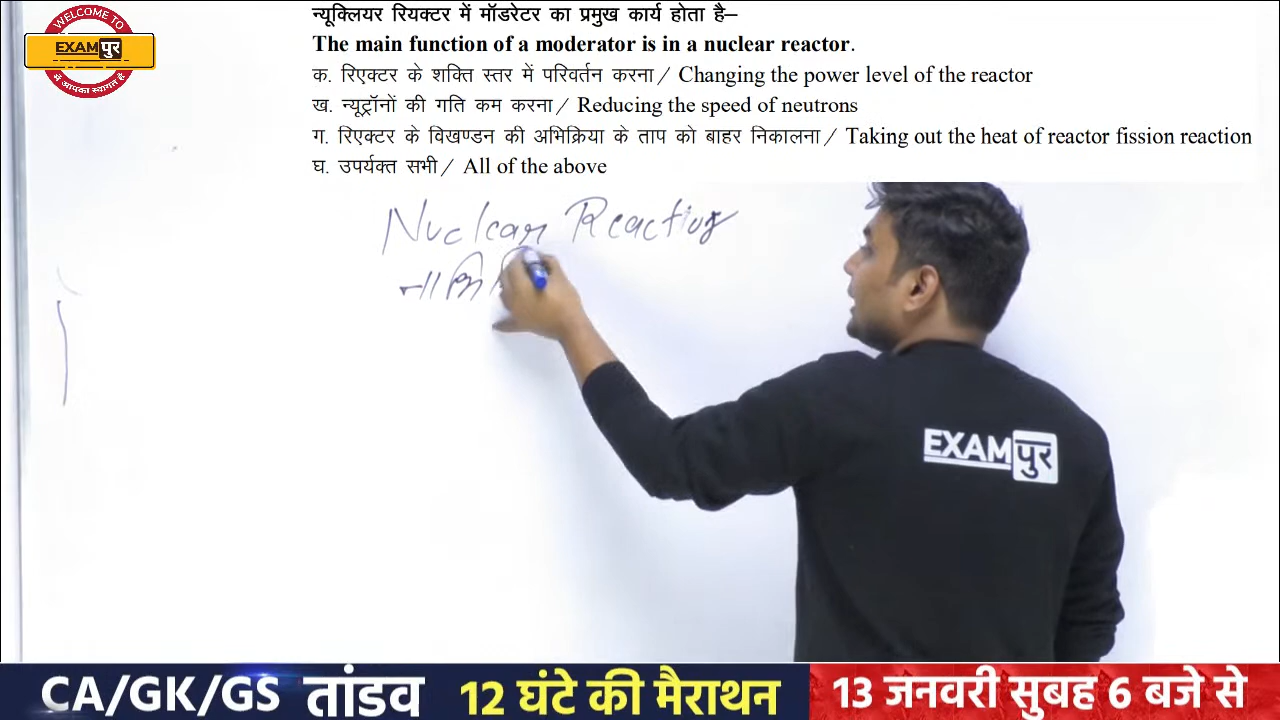 WELCOME TO
EXAMपुर
में आपका स्वागत है
न्यूक्लियर रियक्टर में मॉडरेटर का प्रमुख कार्य होता है–
The main function of a moderator is in a nuclear reactor.
क. रिएक्टर के शक्ति स्तर में परिवर्तन करना / Changing the power level of the reactor
ख. न्यूट्रॉनों की गति कम करना / Reducing the speed of neutrons
ग. रिएक्टर के विखण्डन की अभिक्रिया के ताप को बाहर निकालना / Taking out the heat of reactor fission reaction
घ. उपर्यक्त सभी / All of the above
Nuclear
EXAMपुर
CA/GK/GS तांडव 12 घंटे की मैराथन 13 जनवरी सुबह 6 बजे से